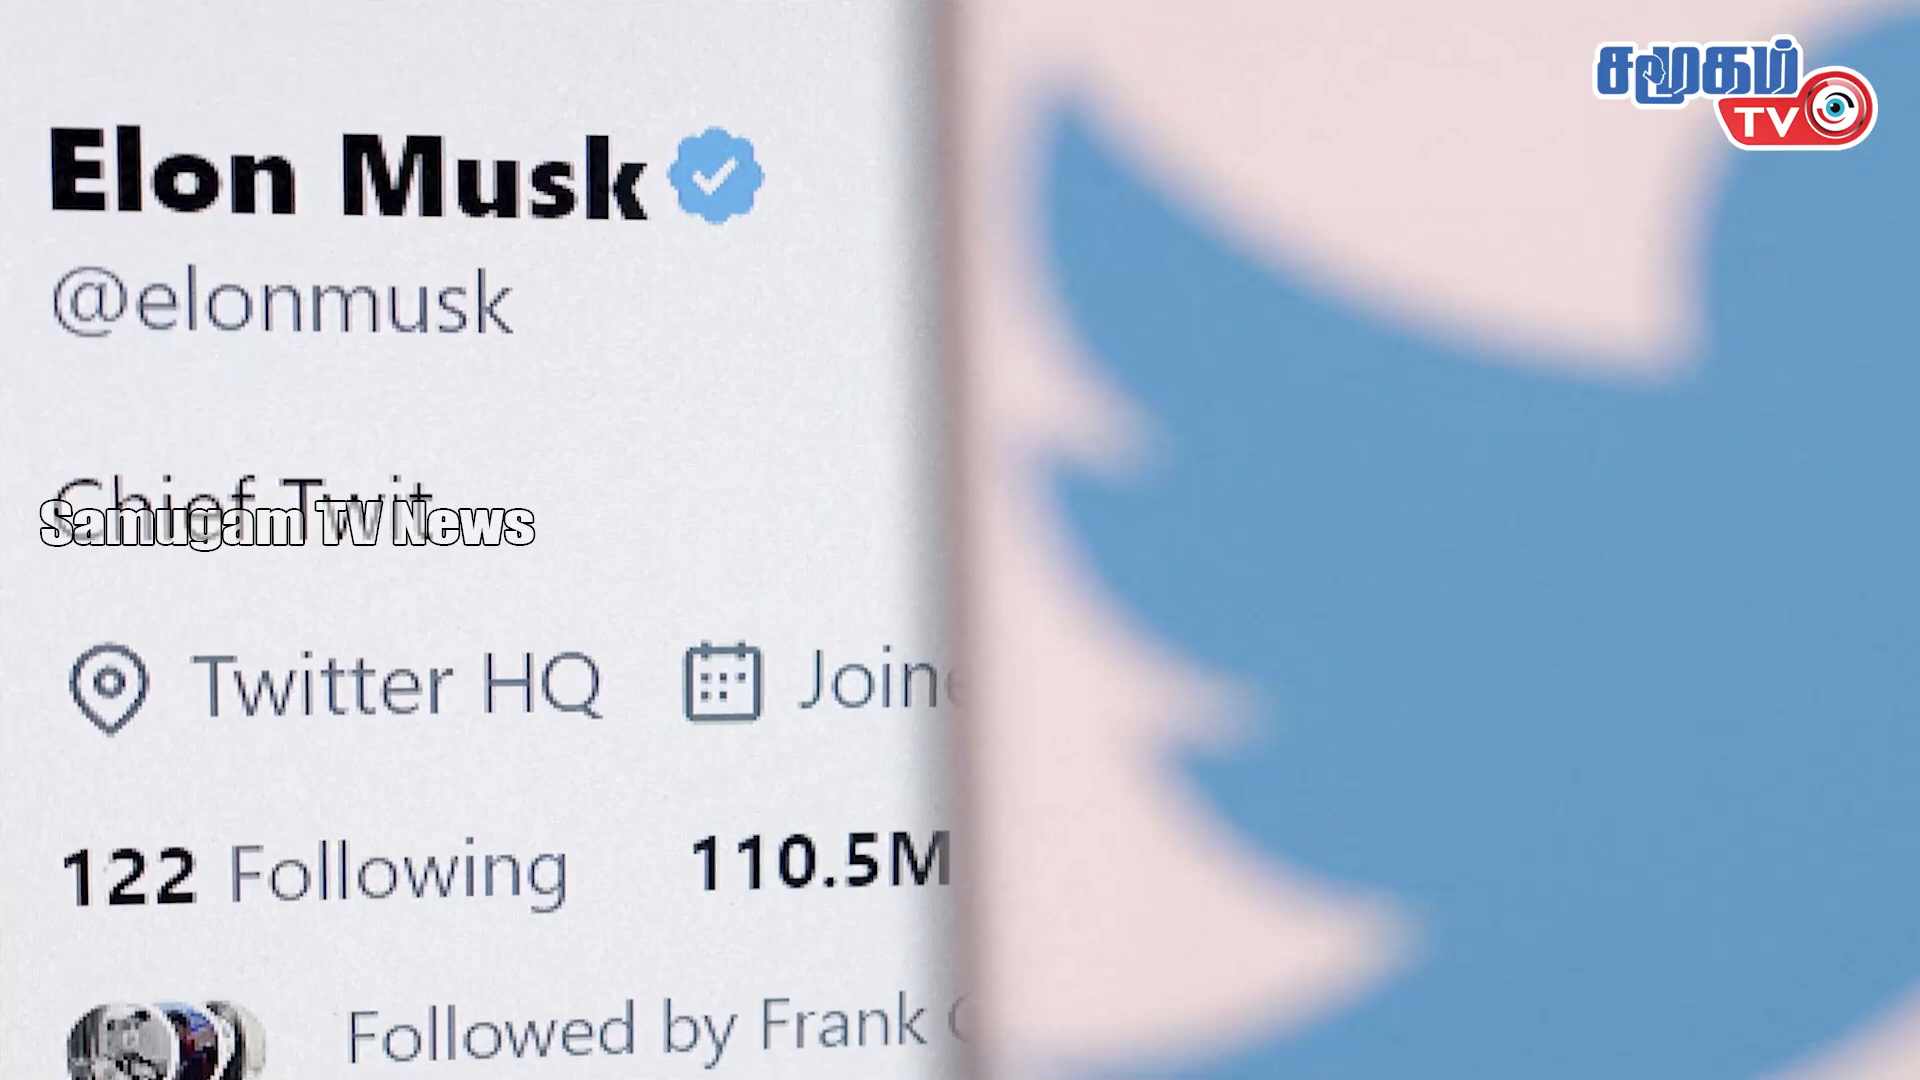 சமூகம்
TV
Elon Musk
@elonmusk
Chief Twit
Samugam TV News
Twitter HQ
122 Following 110.5M
Followed by Frank